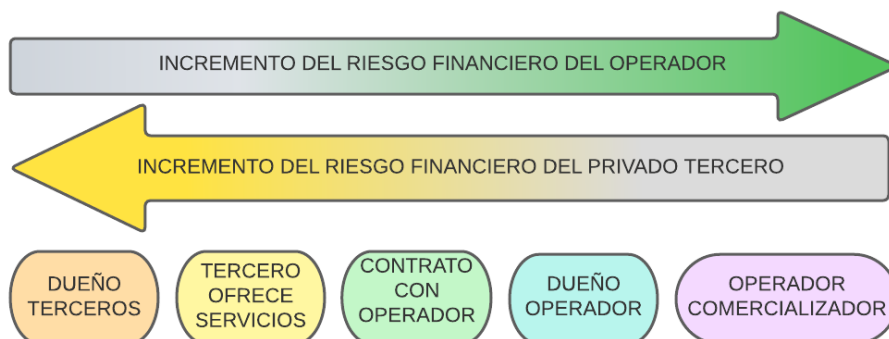 INCREMENTO DEL RIESGO FINANCIERO DEL OPERADOR
INCREMENTO DEL RIESGO FINANCIERO DEL PRIVADO TERCERO
DUEÑO
TERCEROS
TERCERO
OFRECE
SERVICIOS
CONTRATO
CON
OPERADOR
DUEÑO
OPERADOR
OPERADOR
COMERCIALIZADOR